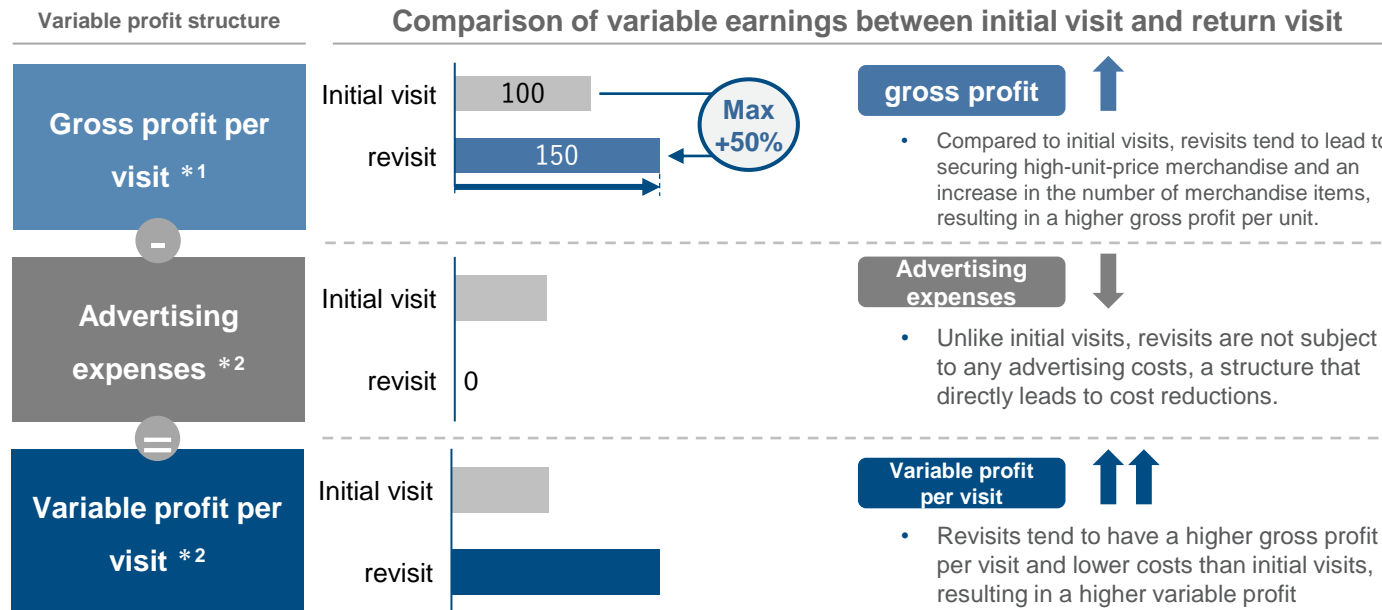 Variable profit structure
Comparison of variable earnings between initial visit and return visit
Gross profit per
visit *1
-
Advertising
expenses *2
=
Variable profit per
visit *2
Initial visit
100
revisit
150
Max
+50%
gross profit
• Compared to initial visits, revisits tend to lead to
securing high-unit-price merchandise and an
increase in the number of merchandise items,
resulting in a higher gross profit per unit.
Initial visit
revisit
0
Advertising
expenses
• Unlike initial visits, revisits are not subject
to any advertising costs, a structure that
directly leads to cost reductions.
Initial visit
revisit
Variable profit
per visit
• Revisits tend to have a higher gross profit
per visit and lower costs than initial visits,
resulting in a higher variable profit